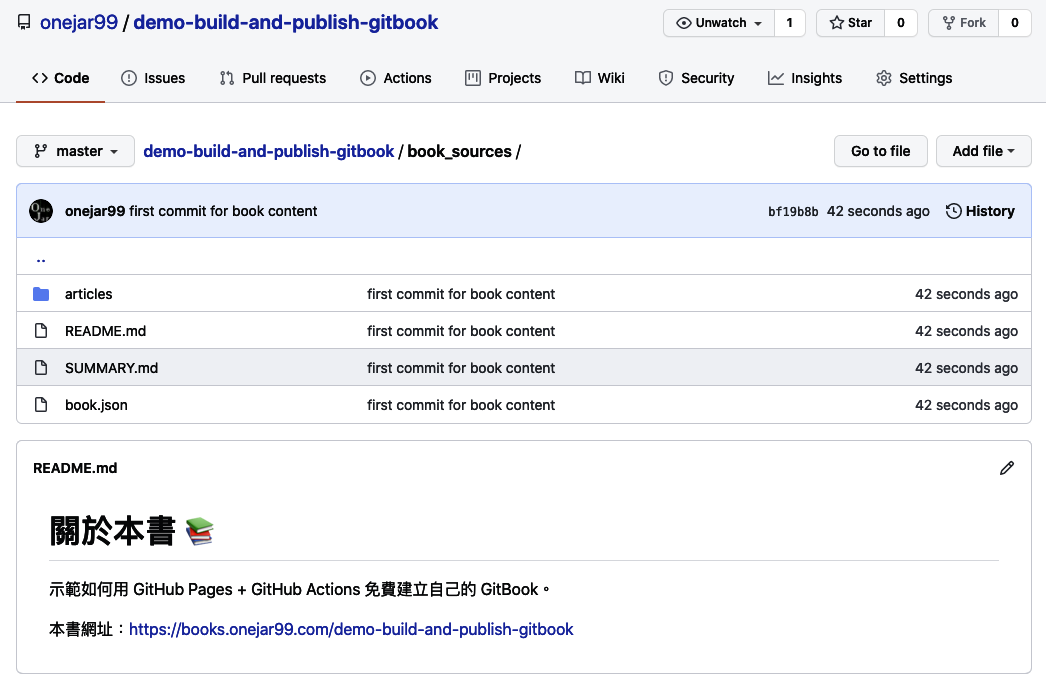 onejar99 / demo-build-and-publish-gitbook
Unwatch 1 Star 0 Fork 0
Code Issues Pull requests Actions Projects Wiki Security Insights Settings
master demo-build-and-publish-gitbook / book_sources / Go to file Add file
onejar99 first commit for book content bf19b8b 42 seconds ago History
..
articles first commit for book content 42 seconds ago
README.md first commit for book content 42 seconds ago
SUMMARY.md first commit for book content 42 seconds ago
book.json first commit for book content 42 seconds ago
README.md
關於本書 📚
示範如何用 GitHub Pages + GitHub Actions 免費建立自己的 GitBook。
本書網址：https://books.onejar99.com/demo-build-and-publish-gitbook